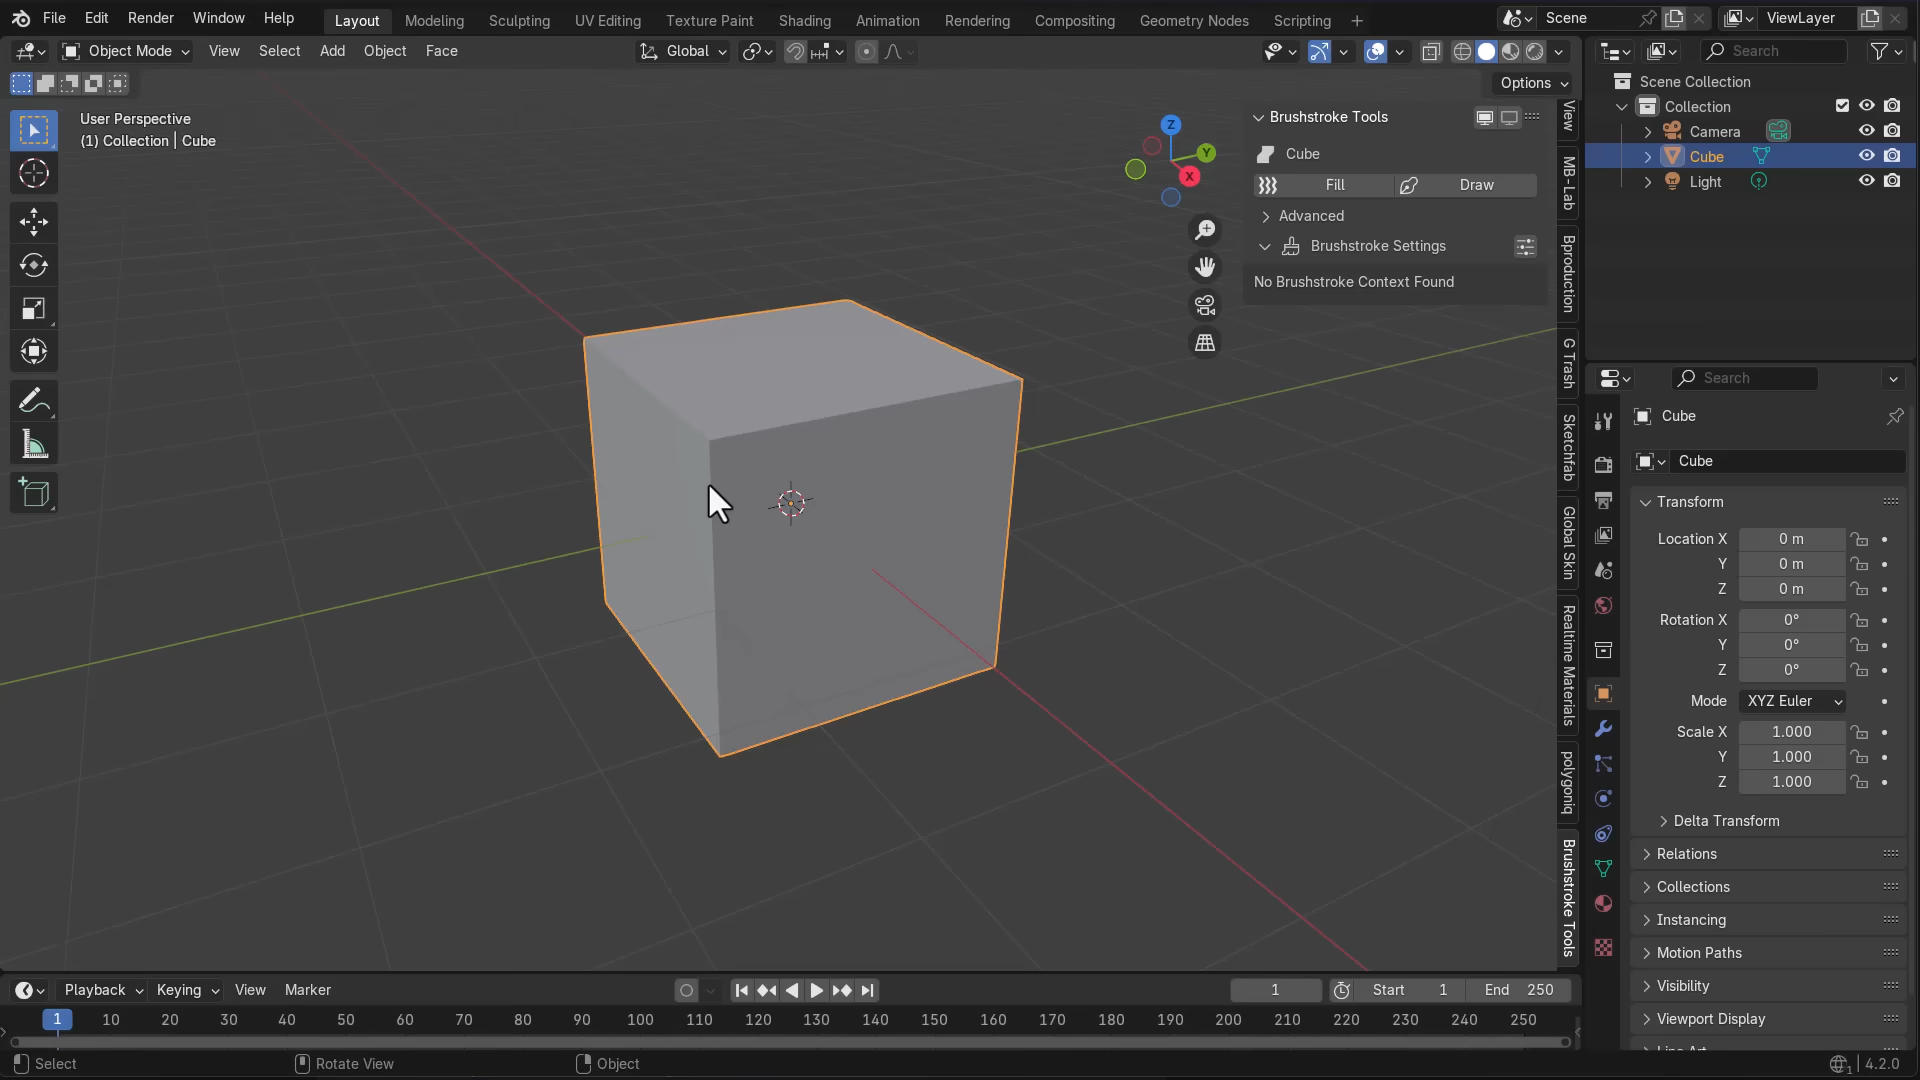 File Edit Render Window Help Layout Modeling Sculpting UV Editing Texture Paint Shading Animation Rendering Compositing Geometry Nodes Scripting Scene ViewLayer
Object Mode View Select Add Object Face Global Search
Options
User Perspective
(1) Collection | Cube
Z
Y
X
Brushstroke Tools
Cube
Fill Draw
Advanced
Brushstroke Settings
No Brushstroke Context Found
View
MB-Lab
Bproduction
G Trash
Sketchfab
Global Skin
Realtime Materials
polygoniq
Brushstroke Tools
Scene Collection
Collection
Camera
Cube
Light
Search
Cube
Cube
Transform
Location X 0 m
Y 0 m
Z 0 m
Rotation X 0°
Y 0°
Z 0°
Mode XYZ Euler
Scale X 1.000
Y 1.000
Z 1.000
Delta Transform
Relations
Collections
Instancing
Motion Paths
Visibility
Viewport Display
Playback Keying View Marker 1 Start 1 End 250
1 10 20 30 40 50 60 70 80 90 100 110 120 130 140 150 160 170 180 190 200 210 220 230 240 250
Select Rotate View Object 1 4.2.0